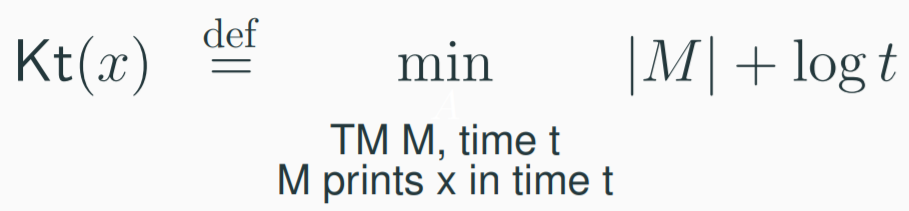 Kt(x) def= min |M| + log t
TM M, time t
M prints x in time t